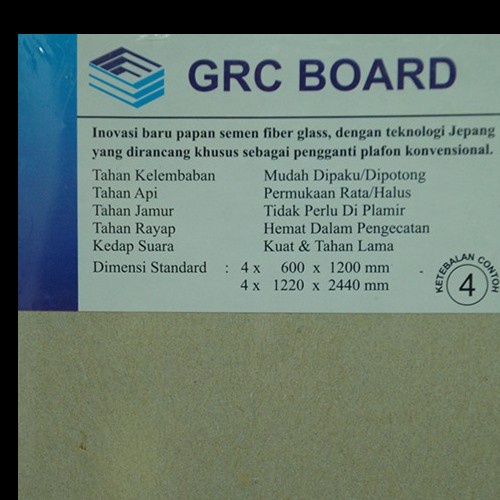 GRC BOARD
Inovasi baru papan semen fiber glass, dengan teknologi Jepang
yang dirancang khusus sebagai pengganti plafon konvensional.
Tahan Kelembaban Mudah Dipaku/Dipotong
Tahan Api Permukaan Rata/Halus
Tahan Jamur Tidak Perlu Di Plamir
Tahan Rayap Hemat Dalam Pengecatan
Kedap Suara Kuat & Tahan Lama
Dimensi Standard : 4 x 600 x 1200 mm
4 x 1220 x 2440 mm
KETEBALAN CONTOH
4